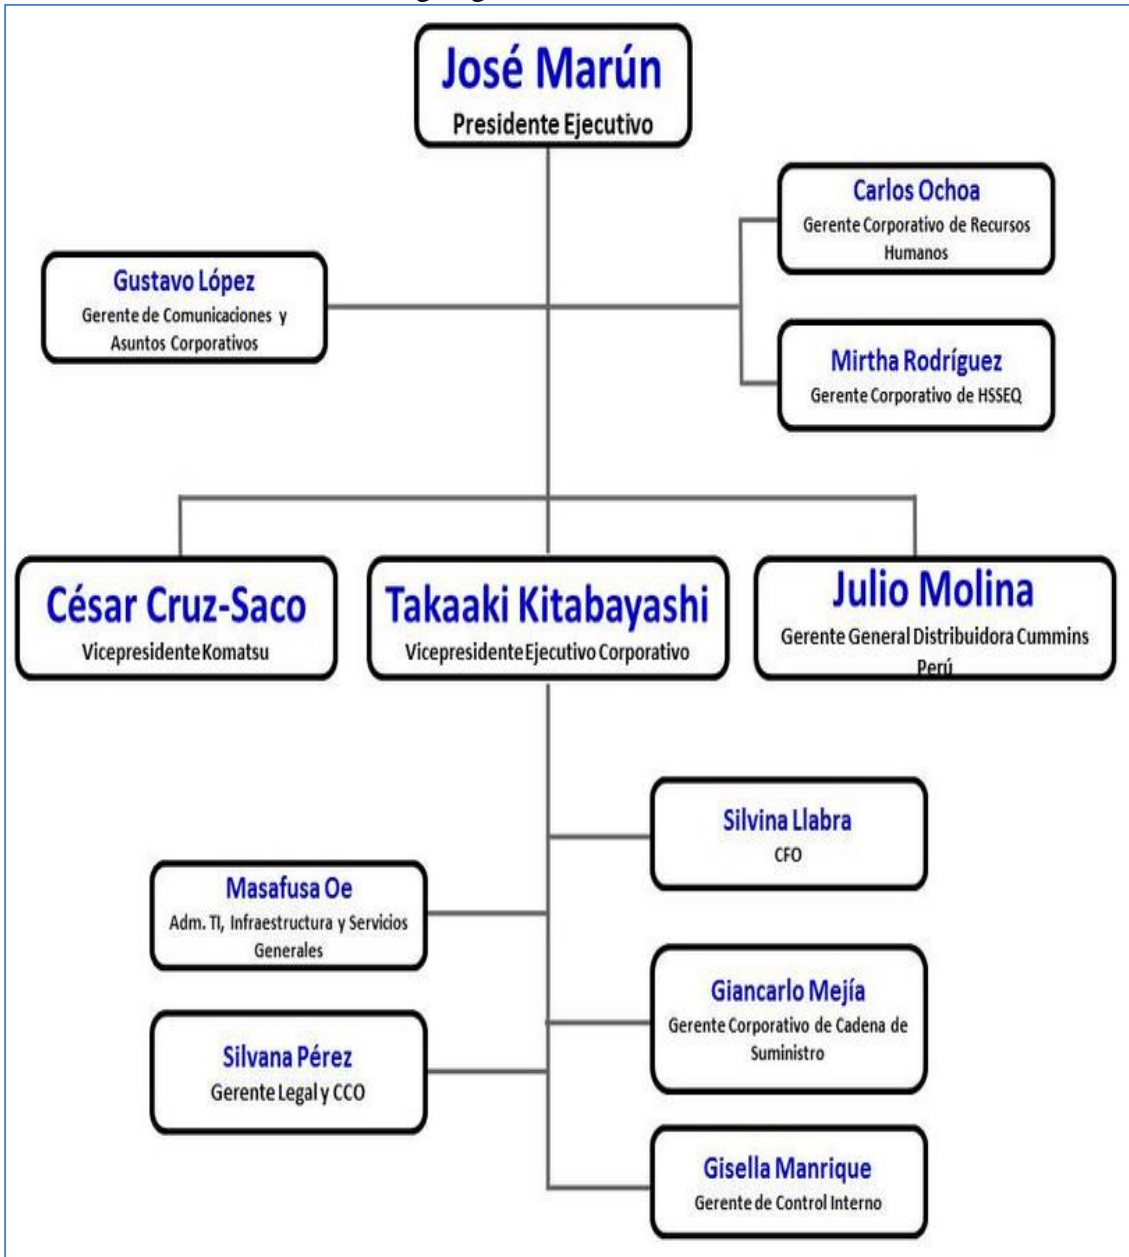 José Marún
Presidente Ejecutivo
Carlos Ochoa
Gerente Corporativo de Recursos
Humanos
Gustavo López
Gerente de Comunicaciones y
Asuntos Corporativos
Mirtha Rodríguez
Gerente Corporativo de HSSEQ
César Cruz-Saco
Vicepresidente Komatsu
Takaaki Kitabayashi
Vicepresidente Ejecutivo Corporativo
Julio Molina
Gerente General Distribuidora Cummins
Perú
Silvina Llabra
CFO
Masafusa Oe
Adm. TI, Infraestructura y Servicios
Generales
Giancarlo Mejía
Gerente Corporativo de Cadena de
Suministro
Silvana Pérez
Gerente Legal y CCO
Gisella Manrique
Gerente de Control Interno